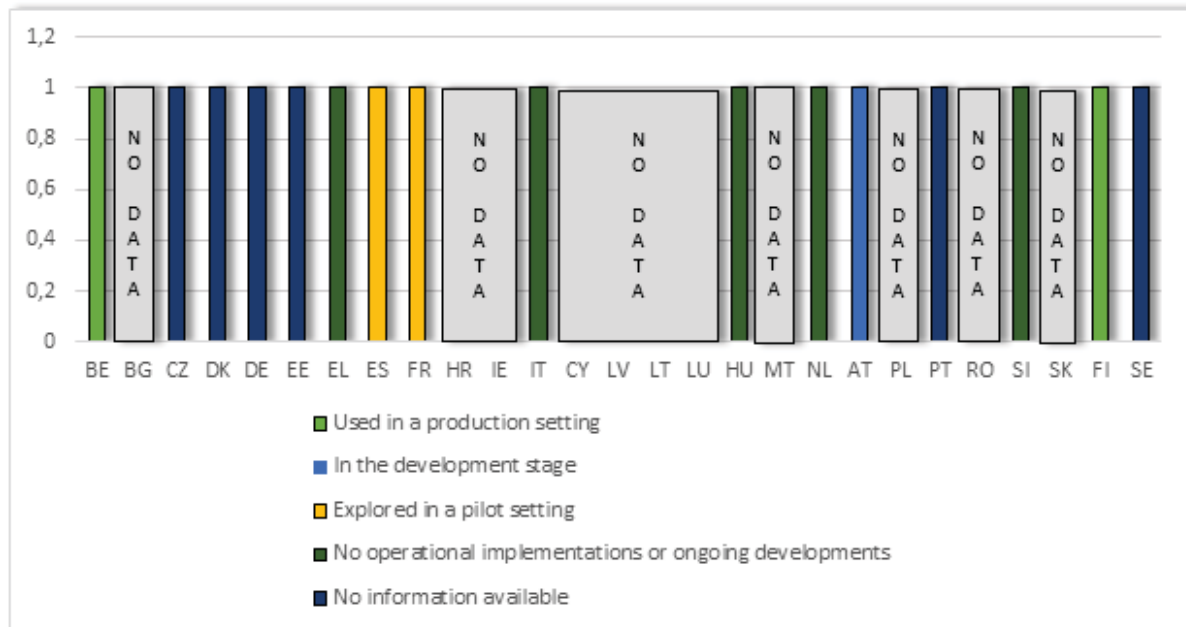 1,2
1
0,8
0,6
0,4
0,2
0
NO DATA
NO DATA
NO DATA
NO DATA
NO DATA
NO DATA
NO DATA
BE BG CZ DK DE EE EL ES FR HR IE IT CY LV LT LU HU MT NL AT PL PT RO SI SK FI SE
Used in a production setting
In the development stage
Explored in a pilot setting
No operational implementations or ongoing developments
No information available